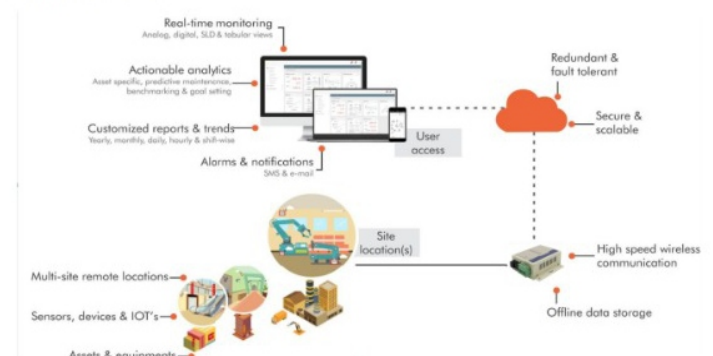 Real-time monitoring
Analog, digital, SLD & tabular views
Actionable analytics
Asset specific, predictive maintenance,
benchmarking & goal setting
Customized reports & trends
Yearly, monthly, daily, hourly & shift-wise
Alarms & notifications
SMS & e-mail
User
access
Redundant &
fault tolerant
Secure &
scalable
Site
location(s)
High speed wireless
communication
Offline data storage
Multi-site remote locations
Sensors, devices & IOT's
Assets & equipments